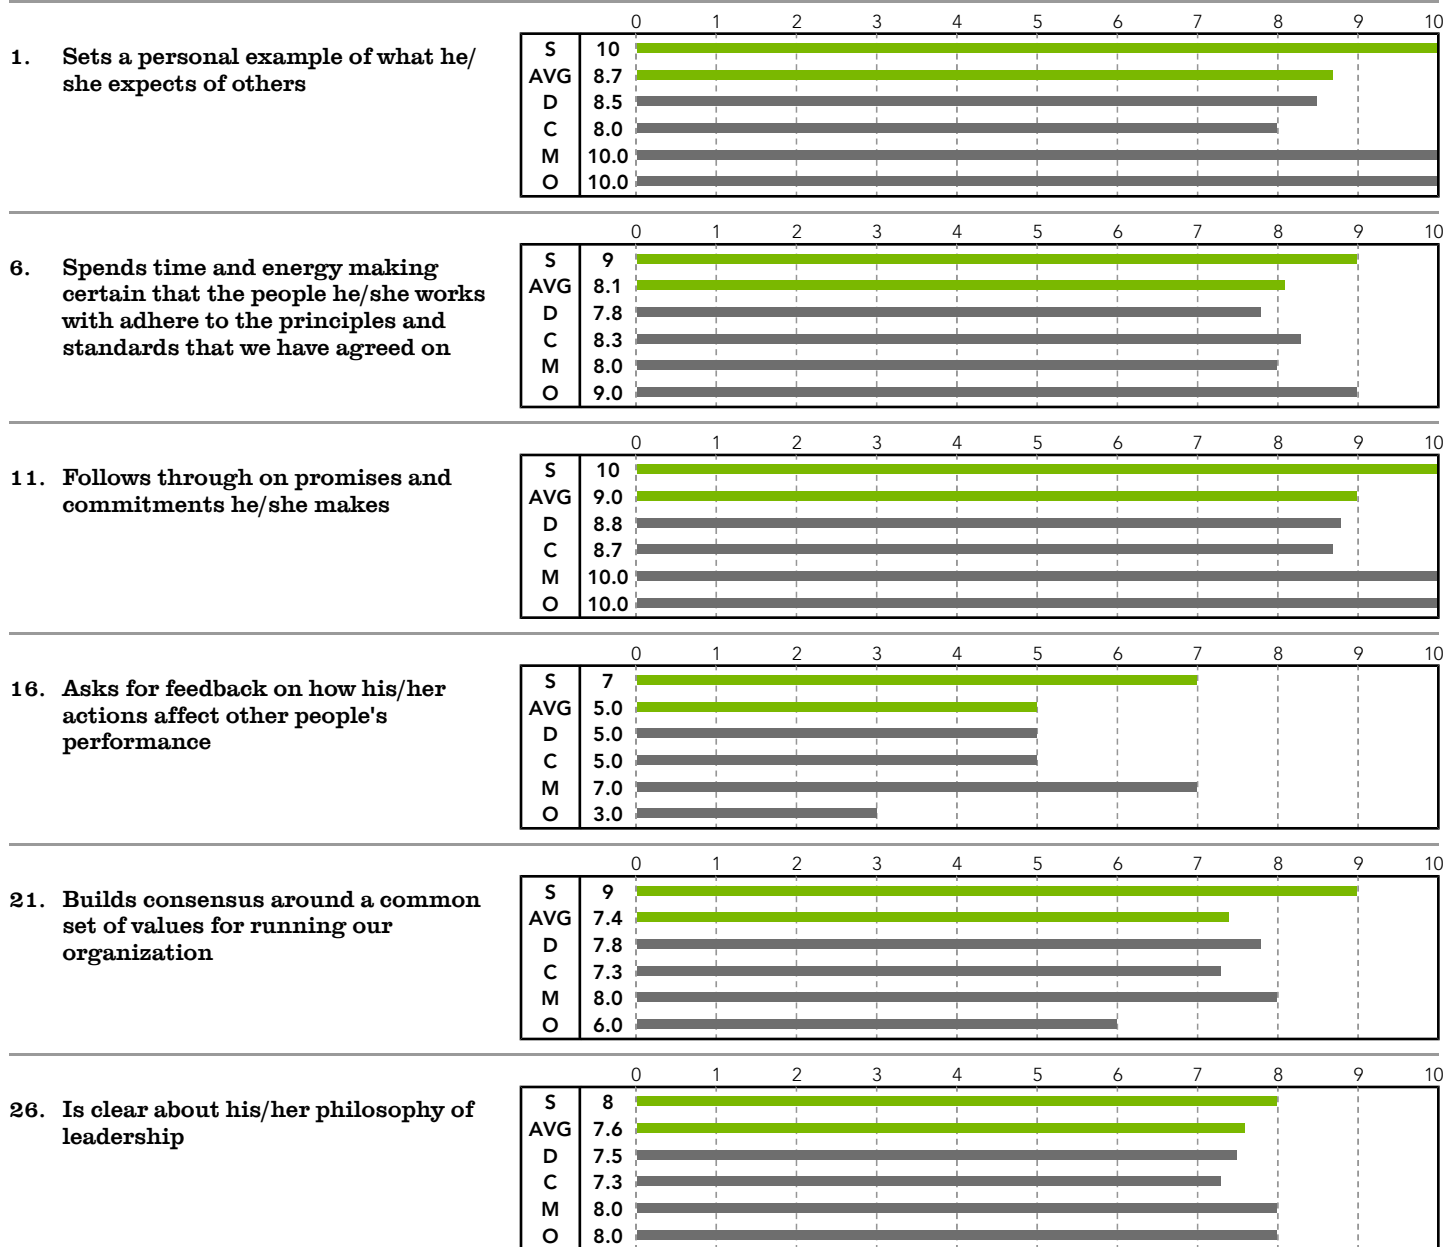 0 1 2 3 4 5 6 7 8 9 10
1. Sets a personal example of what he/
she expects of others
S 10
AVG 8.7
D 8.5
C 8.0
M 10.0
O 10.0
0 1 2 3 4 5 6 7 8 9 10
6. Spends time and energy making
certain that the people he/she works
with adhere to the principles and
standards that we have agreed on
S 9
AVG 8.1
D 7.8
C 8.3
M 8.0
O 9.0
0 1 2 3 4 5 6 7 8 9 10
11. Follows through on promises and
commitments he/she makes
S 10
AVG 9.0
D 8.8
C 8.7
M 10.0
O 10.0
0 1 2 3 4 5 6 7 8 9 10
16. Asks for feedback on how his/her
actions affect other people's
performance
S 7
AVG 5.0
D 5.0
C 5.0
M 7.0
O 3.0
0 1 2 3 4 5 6 7 8 9 10
21. Builds consensus around a common
set of values for running our
organization
S 9
AVG 7.4
D 7.8
C 7.3
M 8.0
O 6.0
0 1 2 3 4 5 6 7 8 9 10
26. Is clear about his/her philosophy of
leadership
S 8
AVG 7.6
D 7.5
C 7.3
M 8.0
O 8.0